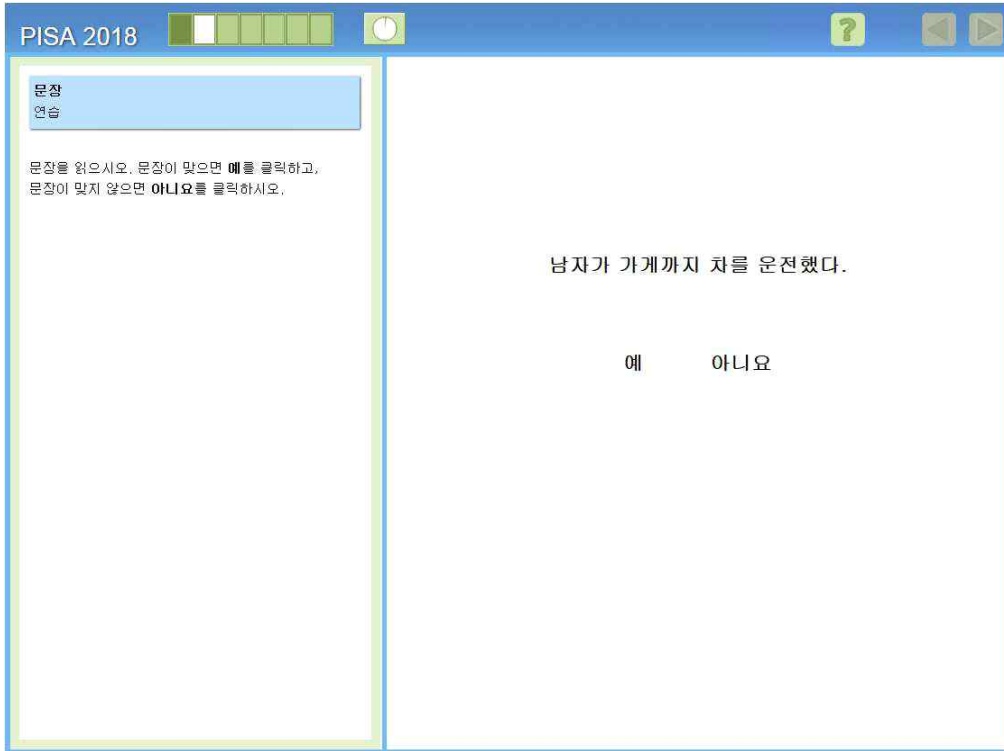 PISA 2018
?
문장
연습
문장을 읽으시오. 문장이 맞으면 예를 클릭하고,
문장이 맞지 않으면 아니요를 클릭하시오.
남자가 가게까지 차를 운전했다.
예 아니요